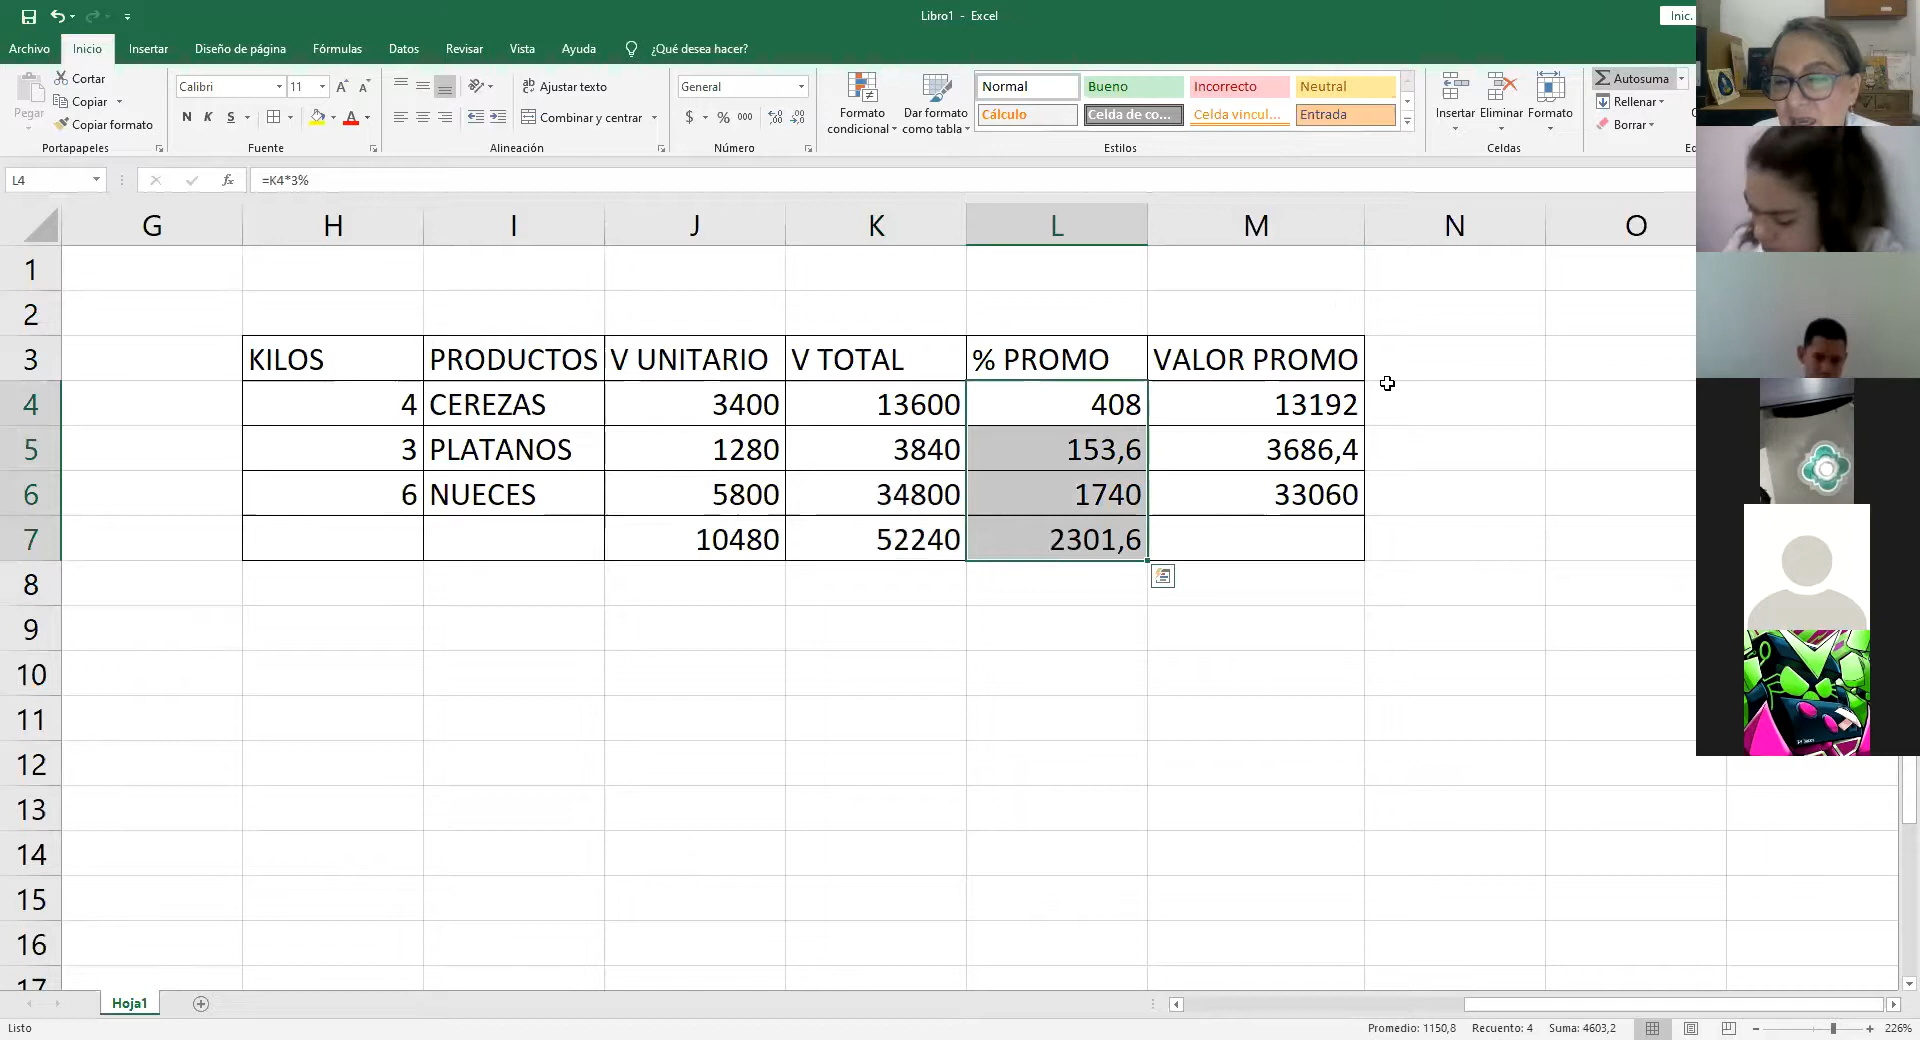 Libro1 - Excel
Inic.
Archivo Inicio Insertar Diseño de página Fórmulas Datos Revisar Vista Ayuda ¿Qué desea hacer?
Pegar
Cortar
Copiar
Copiar formato
Portapapeles
Calibri 11
N K S
Fuente
Ajustar texto
Combinar y centrar
Alineación
General
$ % 000
Número
Formato condicional
Dar formato como tabla
Normal Bueno Incorrecto Neutral
Cálculo Celda de co... Celda vincul... Entrada
Estilos
Insertar Eliminar Formato
Celdas
Autosuma
Rellenar
Borrar
L4 fx =K4*3%
G H I J K L M N O
1
2
3 KILOS PRODUCTOS V UNITARIO V TOTAL % PROMO VALOR PROMO
4 4 CEREZAS 3400 13600 408 13192
5 3 PLATANOS 1280 3840 153,6 3686,4
6 6 NUECES 5800 34800 1740 33060
7 10480 52240 2301,6
8
9
10
11
12
13
14
15
16
17
Hoja1
Listo Promedio: 1150,8 Recuento: 4 Suma: 4603,2 226%